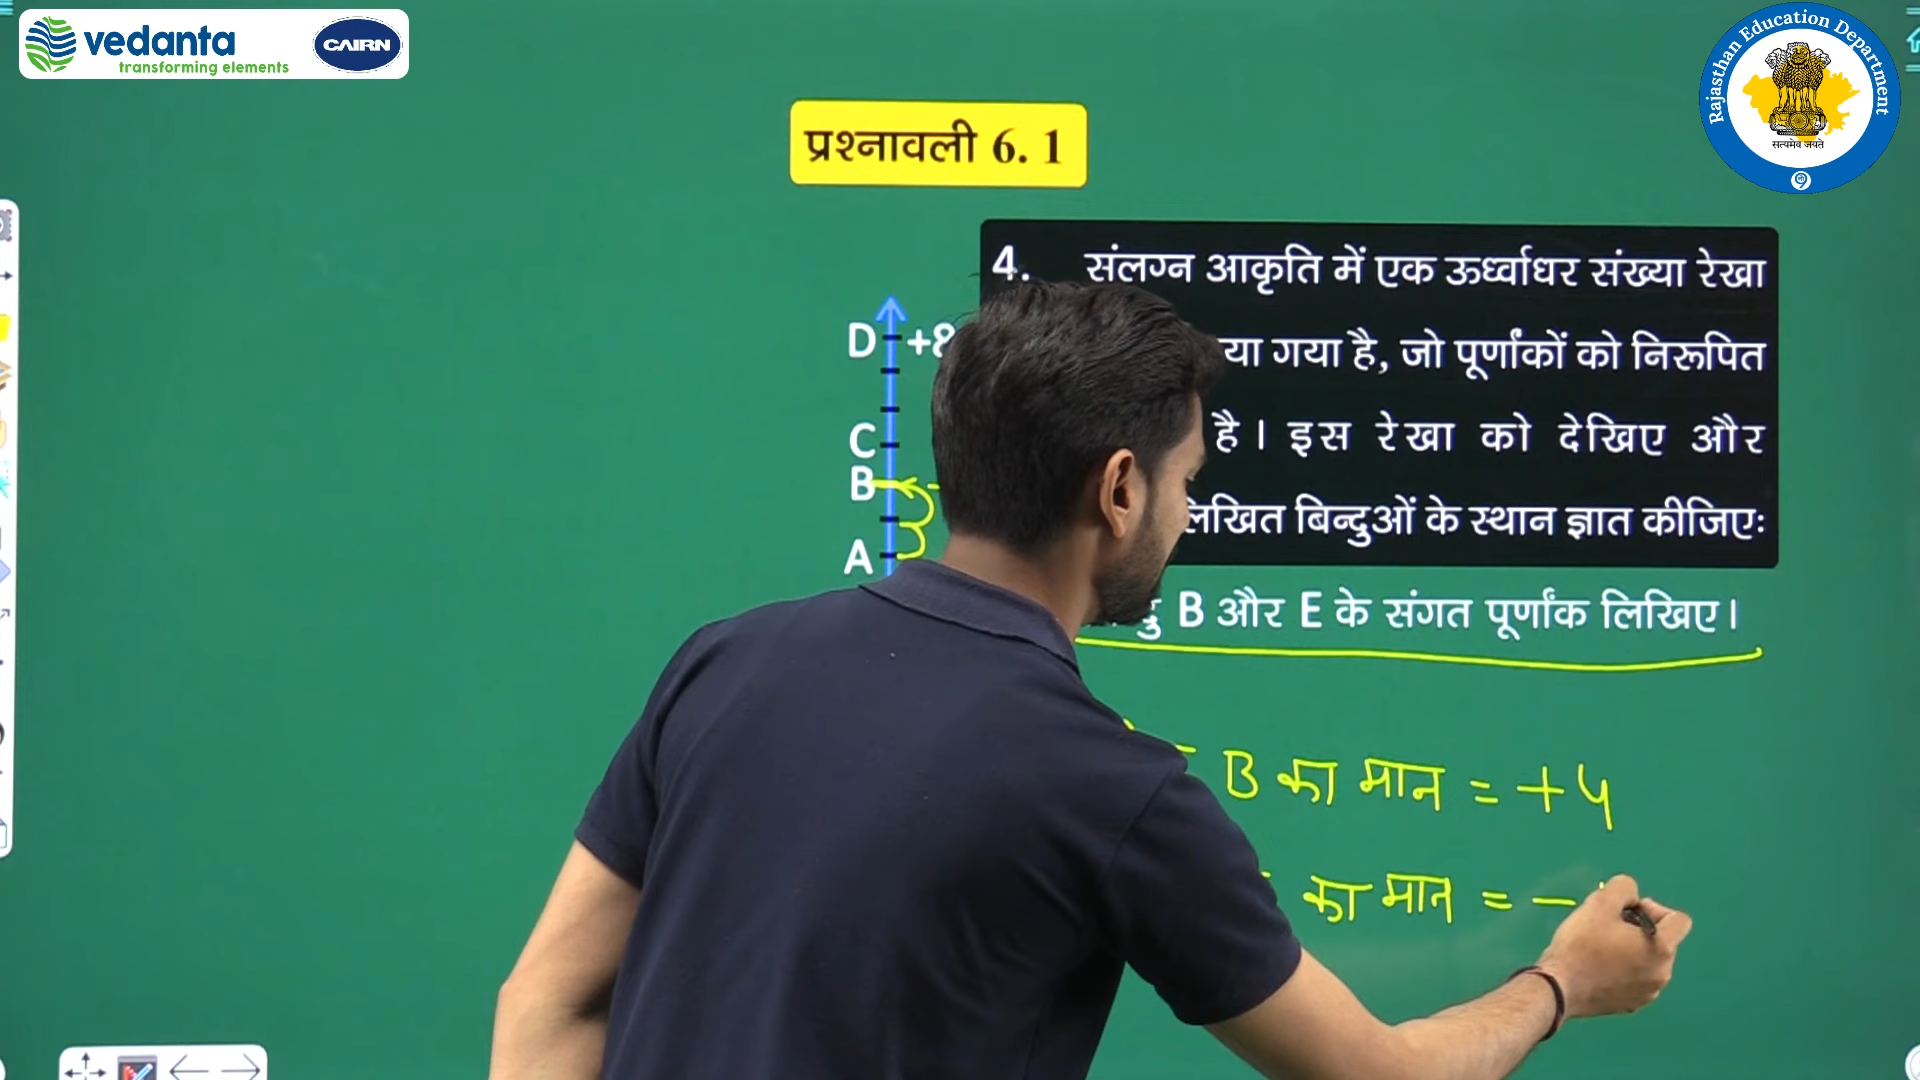 vedanta
transforming elements
CAIRN
Rajasthan Education Department
सत्यमेव जयते
प्रश्नावली 6. 1
4. संलग्न आकृति में एक ऊर्ध्वाधर संख्या रेखा
गया है, जो पूर्णांकों को निरूपित
है। इस रेखा को देखिए और
बिन्दुओं के स्थान ज्ञात कीजिएः
B और E के संगत पूर्णांक लिखिए।
D +8
C
B
A
B का मान = +4
का मान = −